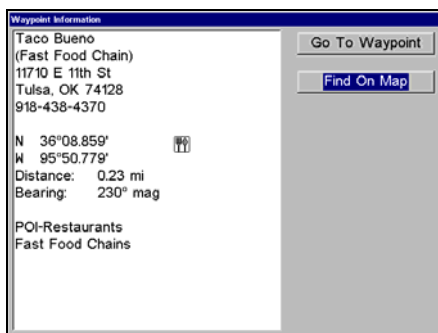 Waypoint Information
Taco Bueno
(Fast Food Chain)
11710 E 11th St
Tulsa, OK 74128
918-438-4370
N 36°08.859'
W 95°50.779'
Distance: 0.23 mi
Bearing: 230° mag
POI-Restaurants
Fast Food Chains
Go To Waypoint
Find On Map